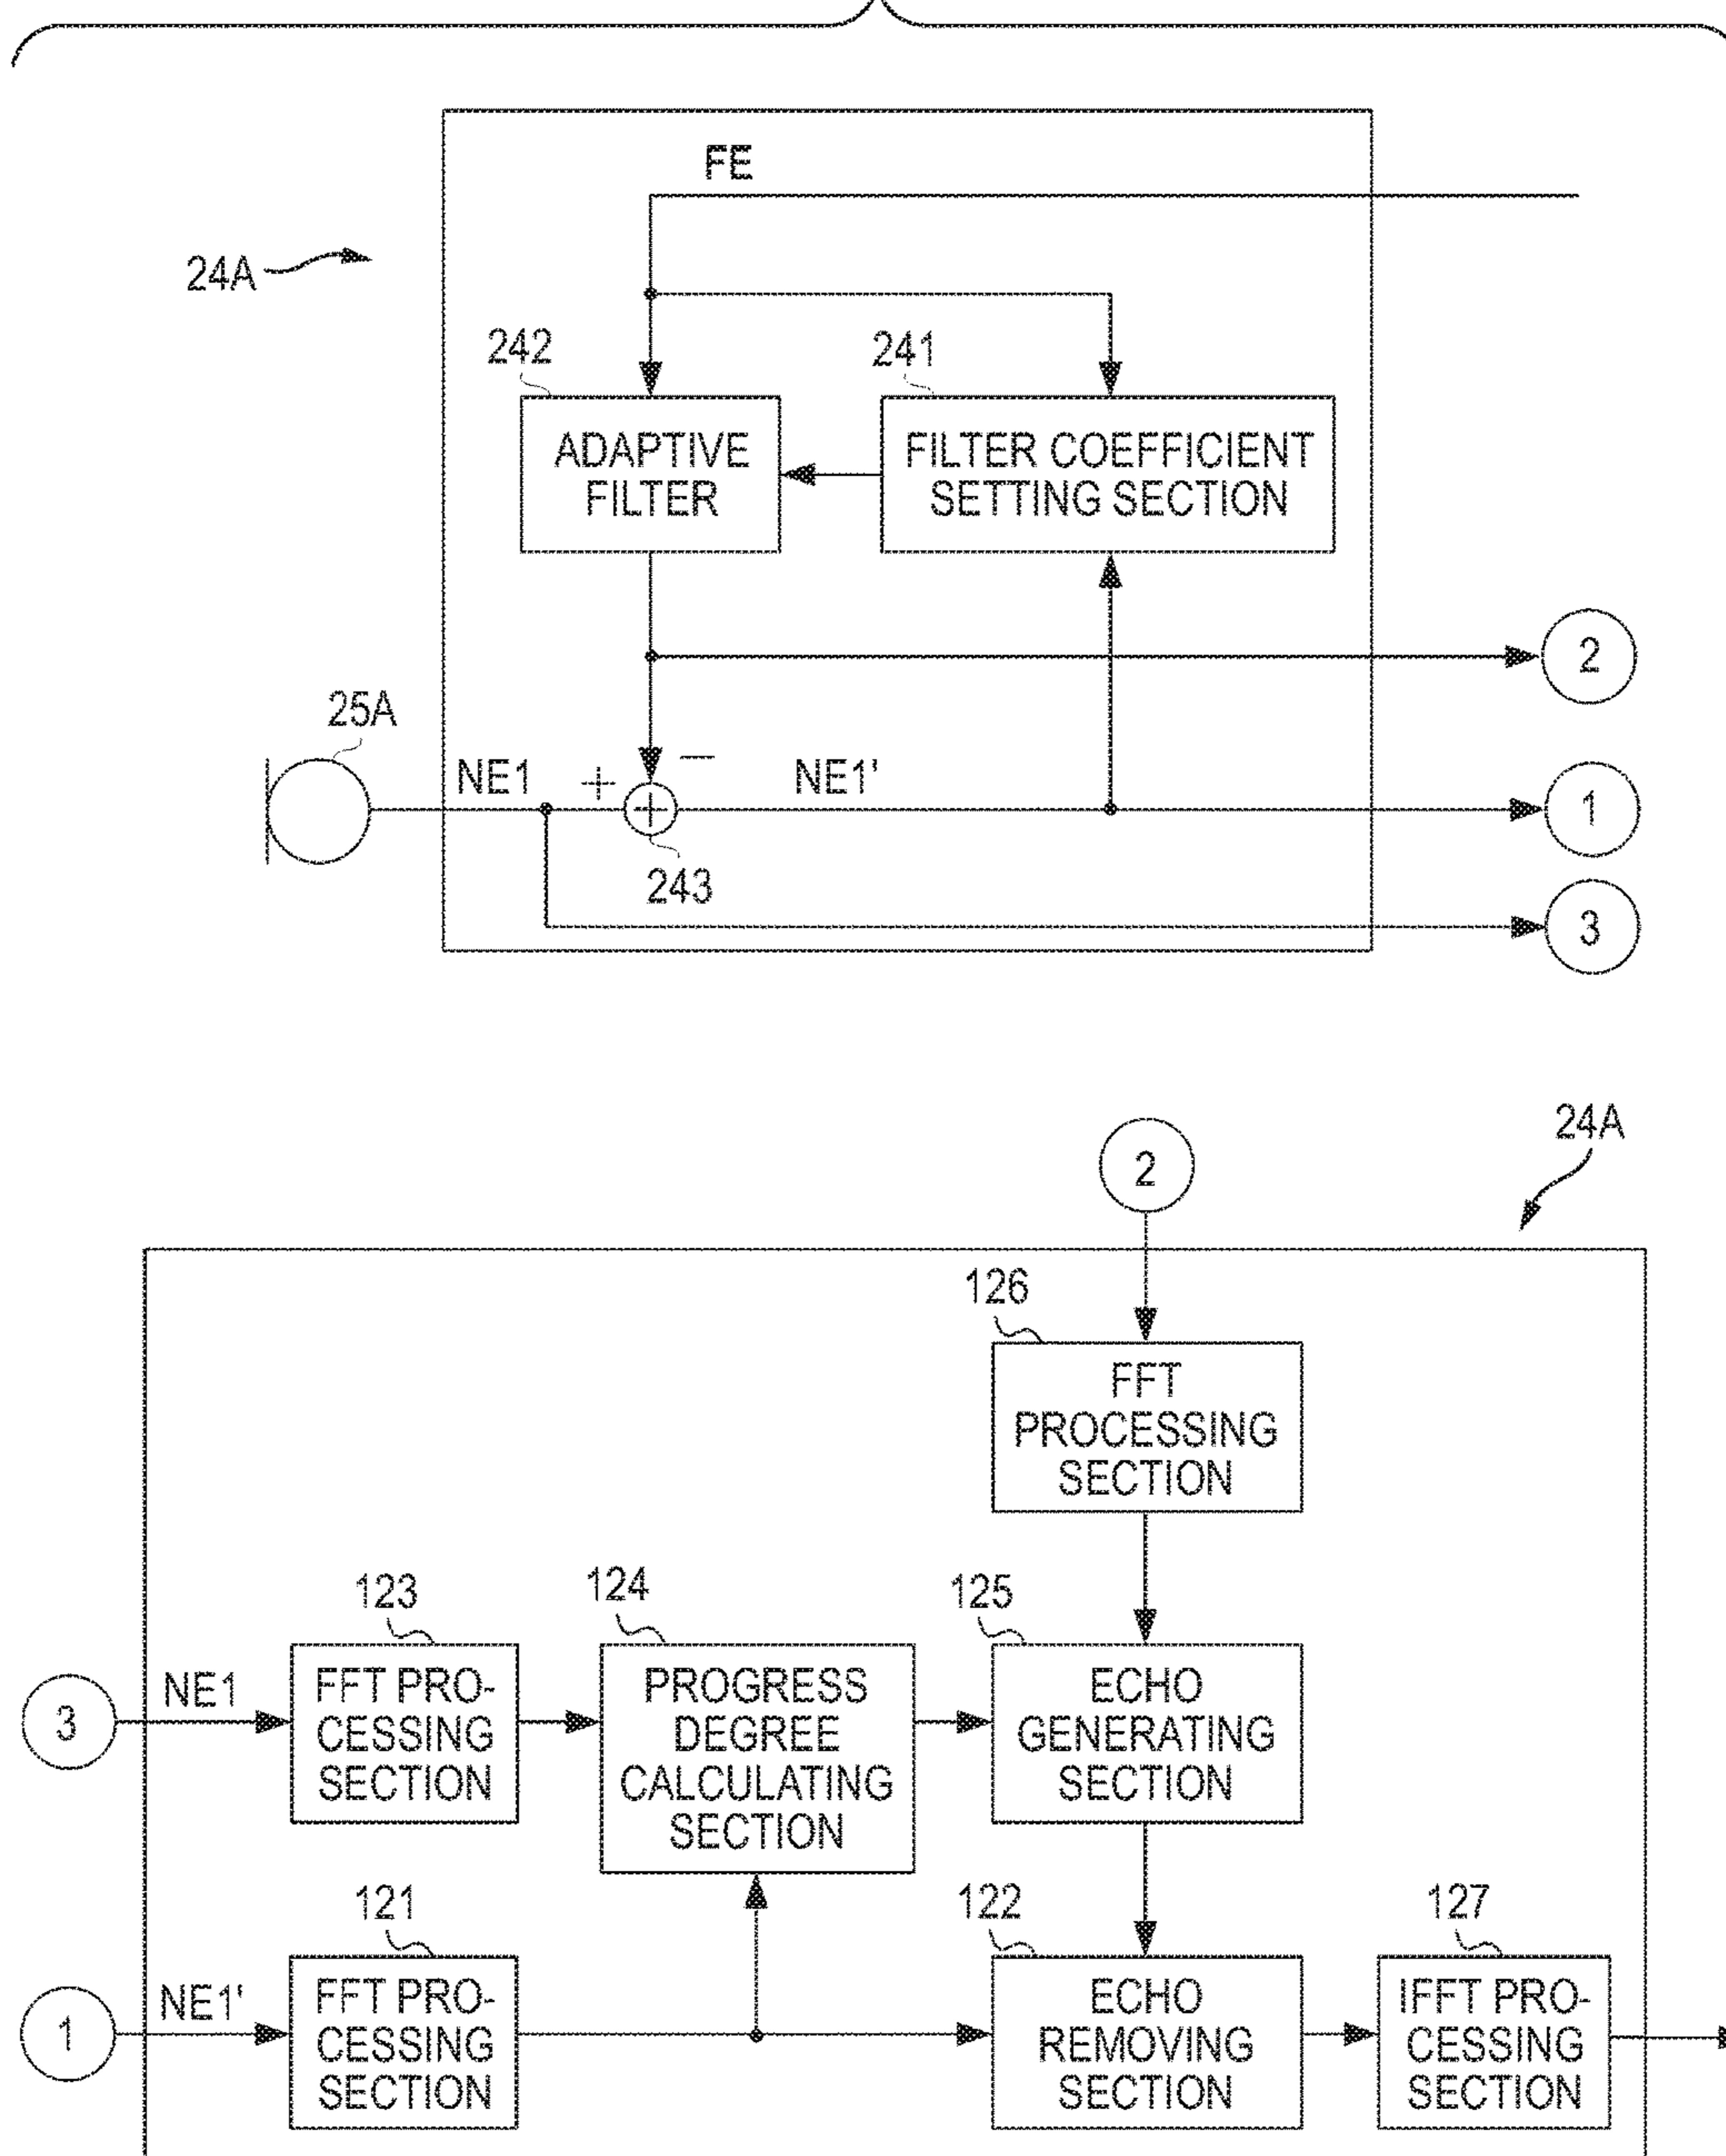 FE
24A
242
241
ADAPTIVE
FILTER
FILTER COEFFICIENT
SETTING SECTION
2
25A
NE1
+
−
NE1'
+
1
243
3
24A
2
126
FFT
PROCESSING
SECTION
123
124
125
3
NE1
FFT PRO-
CESSING
SECTION
PROGRESS
DEGREE
CALCULATING
SECTION
ECHO
GENERATING
SECTION
121
122
127
1
NE1'
FFT PRO-
CESSING
SECTION
ECHO
REMOVING
SECTION
IFFT PRO-
CESSING
SECTION